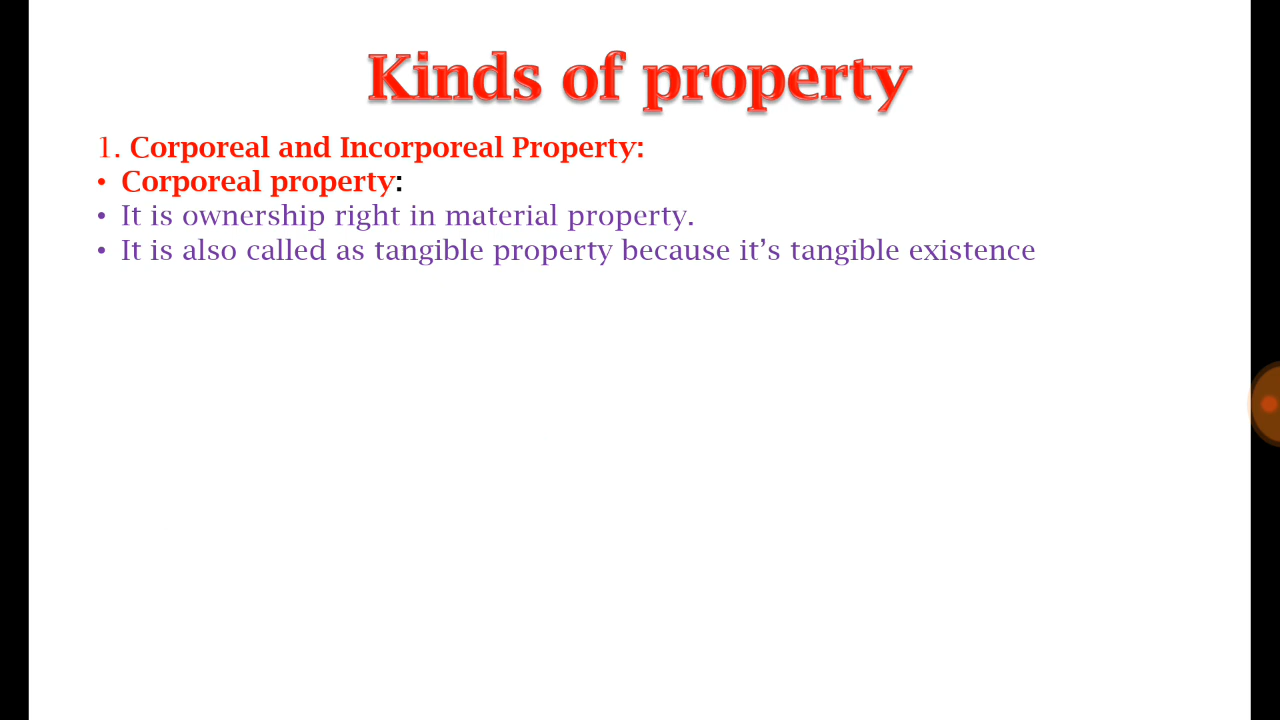 Kinds of property
1. Corporeal and Incorporeal Property:
• Corporeal property:
• It is ownership right in material property.
• It is also called as tangible property because it’s tangible existence